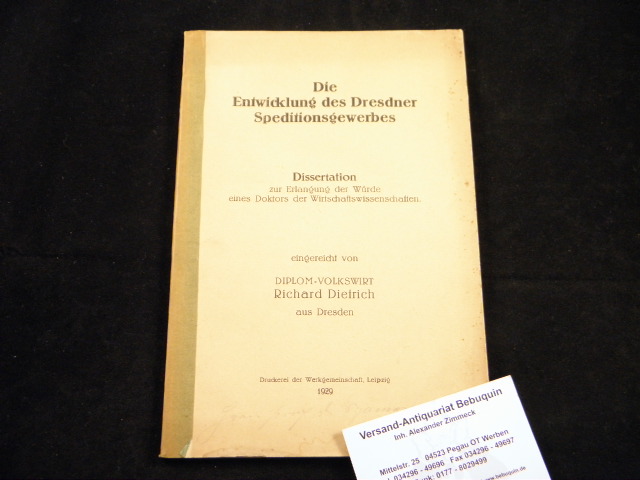 Die
Entwicklung des Dresdner
Speditionsgewerbes
Dissertation
zur Erlangung der Würde
eines Doktors der Wirtschaftswissenschaften.
eingereicht von
DIPLOM-VOLKSWIRT
Richard Dietrich
aus Dresden
Druckerei der Werkgemeinschaft, Leipzig
1929
Versand-Antiquariat Bebuquin
Inh. Alexander Zimmeck
Mittelstr. 25 04523 Pegau OT Werben
034296 - 49696 Fax 034296 - 49697
0177 - 8029499
www.bebuquin.de